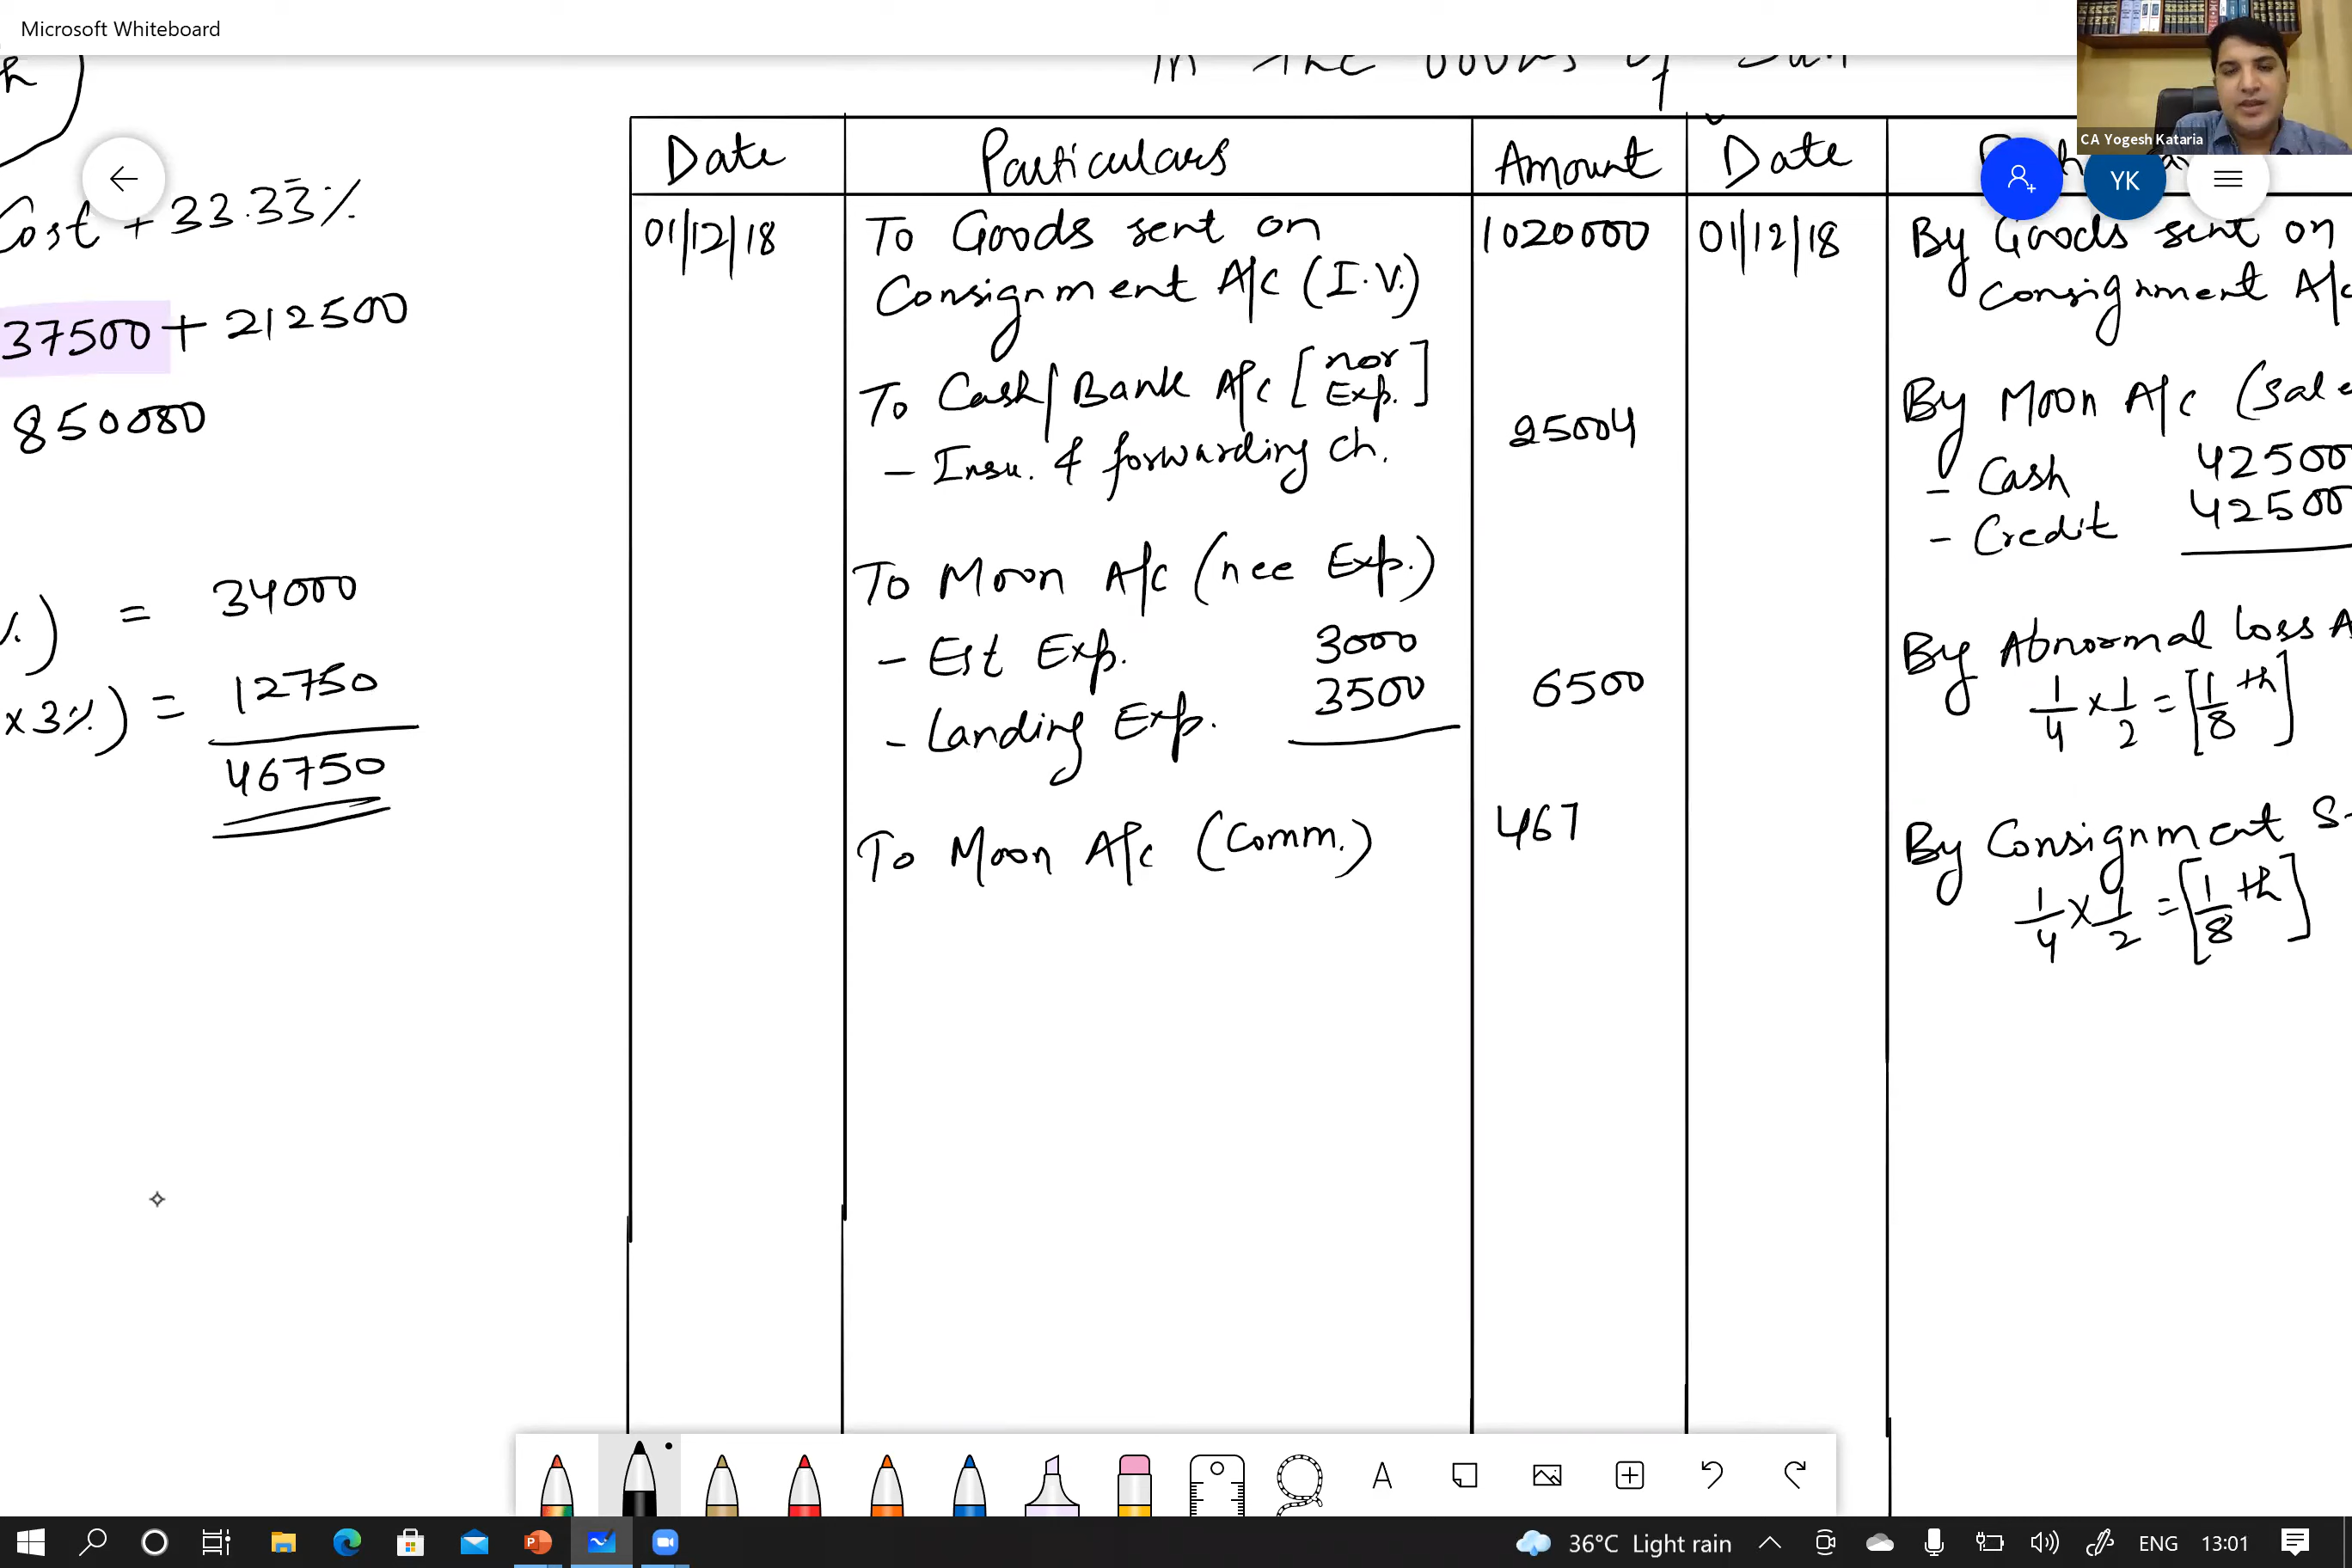 Microsoft Whiteboard
CA Yogesh Kataria
YK
Cost + 33.33%
37500 + 212500
850000
= 34000
x3%) = 12750
46750
Date Particulars Amount Date
01/12/18 To Goods sent on 1020000 01/12/18 By Goods sent on
Consignment A/c (I.V.) Consignment A/c
To Cash/Bank A/c [nor Exp.] By Moon A/c (Sale
- Insu. & forwarding Ch. - Cash 42500
- Credit 42500
To Moon A/c (nee Exp.)
- Est Exp. 3000 By Abnormal loss A
- Landing Exp. 3500 6500 1/4 x 1/2 = [1/8 th]
To Moon A/c (Comm.) 467 By Consignment S
1/4 x 1/2 = [1/8 th]
36°C Light rain ENG 13:01